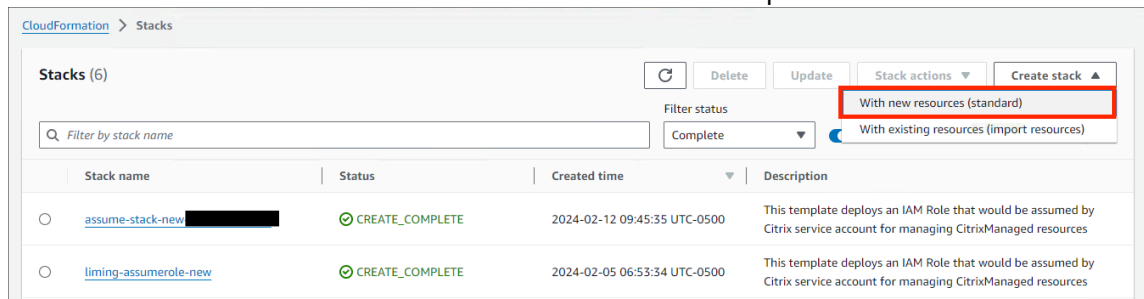 CloudFormation > Stacks
Stacks (6)
Delete
Update
Stack actions
Create stack
Filter status
With new resources (standard)
Filter by stack name
Complete
With existing resources (import resources)
Stack name
Status
Created time
Description
assume-stack-new
CREATE_COMPLETE
2024-02-12 09:45:35 UTC-0500
This template deploys an IAM Role that would be assumed by
Citrix service account for managing CitrixManaged resources
liming-assumerole-new
CREATE_COMPLETE
2024-02-05 06:53:34 UTC-0500
This template deploys an IAM Role that would be assumed by
Citrix service account for managing CitrixManaged resources